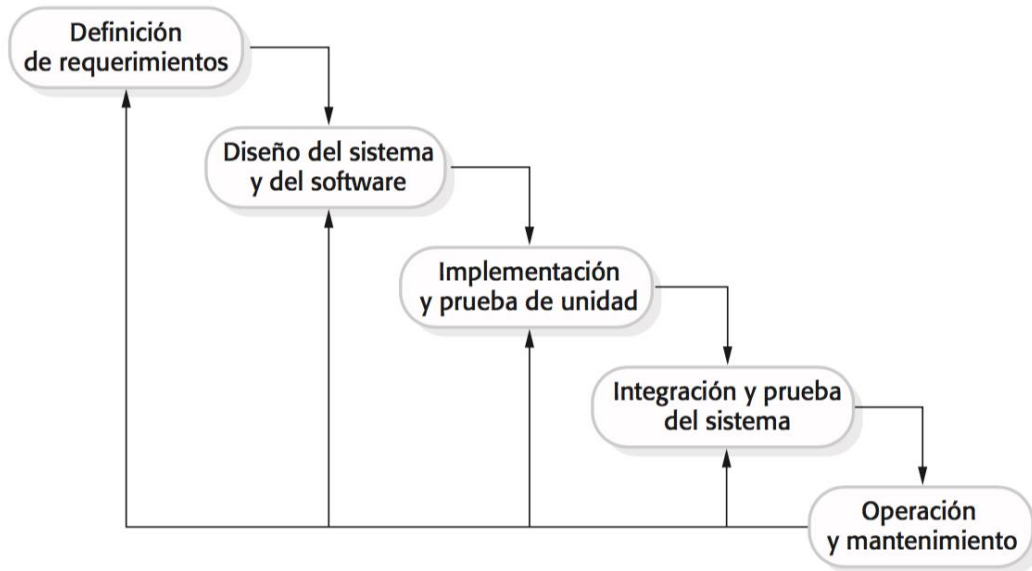 Definición
de requerimientos
Diseño del sistema
y del software
Implementación
y prueba de unidad
Integración y prueba
del sistema
Operación
y mantenimiento